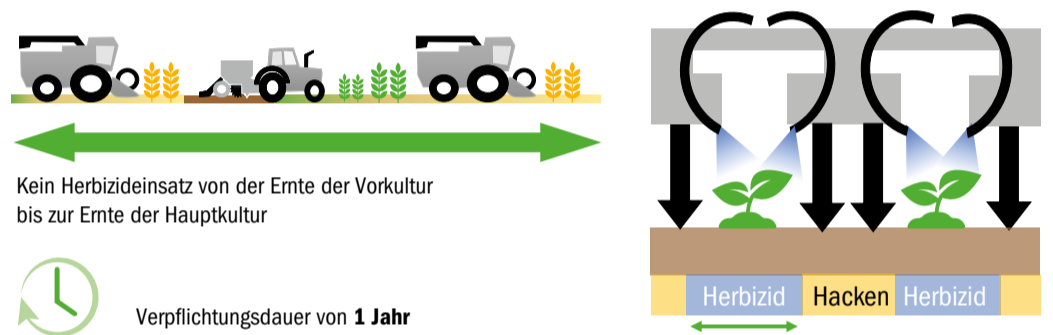 Kein Herbizideinsatz von der Ernte der Vorkultur
bis zur Ernte der Hauptkultur
Verpflichtungsdauer von 1 Jahr
Herbizid Hacken Herbizid